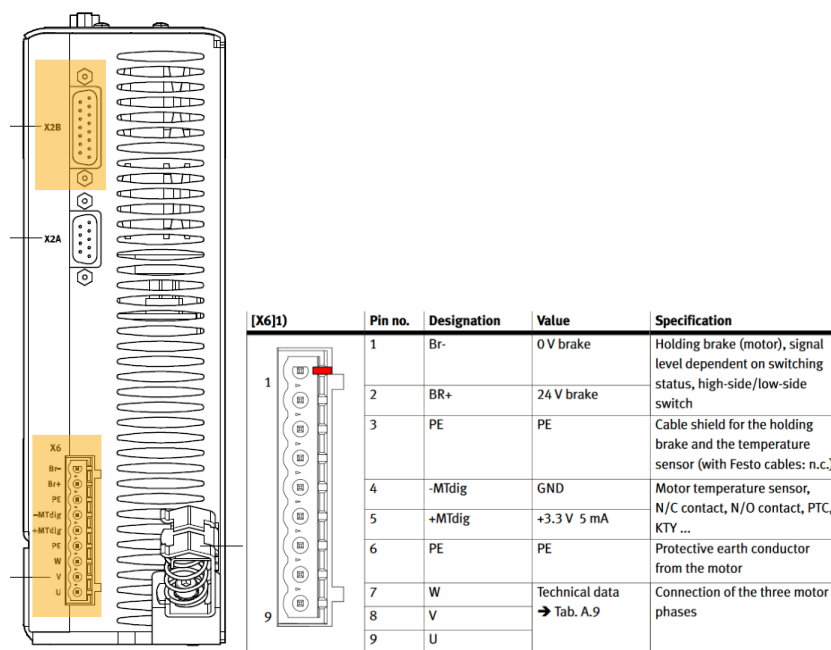 X2B
X2A
X6
Br-
Br+
PE
-MTdig
+MTdig
PE
W
V
U
[X6]1)
Pin no.
Designation
Value
Specification
1
9
1
Br-
0 V brake
Holding brake (motor), signal
level dependent on switching
status, high-side/low-side
switch
2
BR+
24 V brake
3
PE
PE
Cable shield for the holding
brake and the temperature
sensor (with Festo cables: n.c.)
4
-MTdig
GND
Motor temperature sensor,
N/C contact, N/O contact, PTC,
KTY ...
5
+MTdig
+3.3 V 5 mA
6
PE
PE
Protective earth conductor
from the motor
7
W
Technical data
➔ Tab. A.9
Connection of the three motor
phases
8
V
9
U